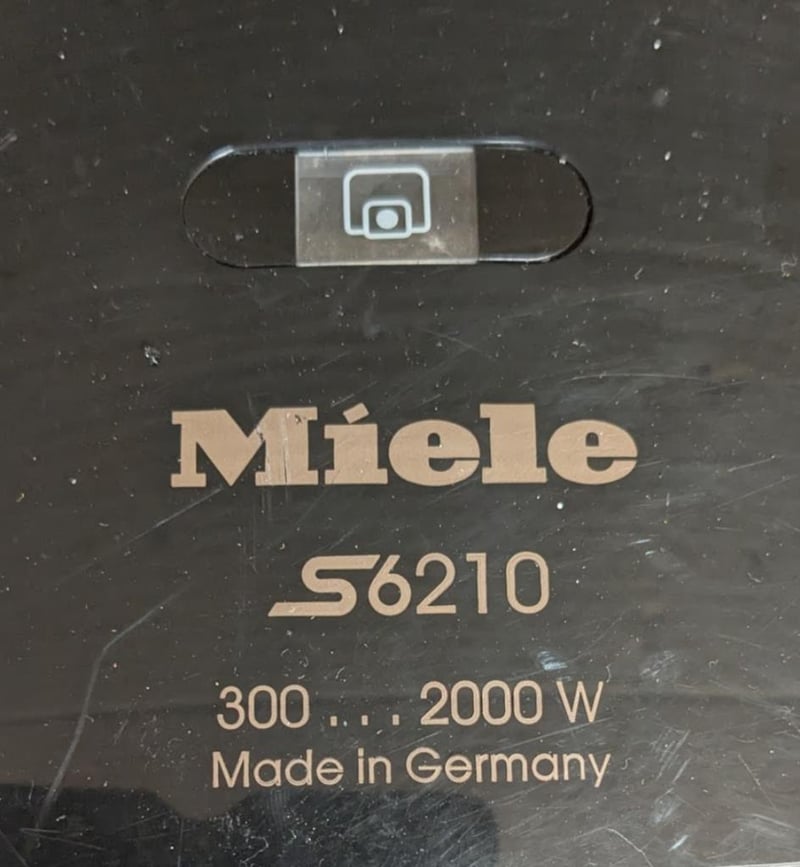 Miele
S6210
300 . . . 2000 W
Made in Germany